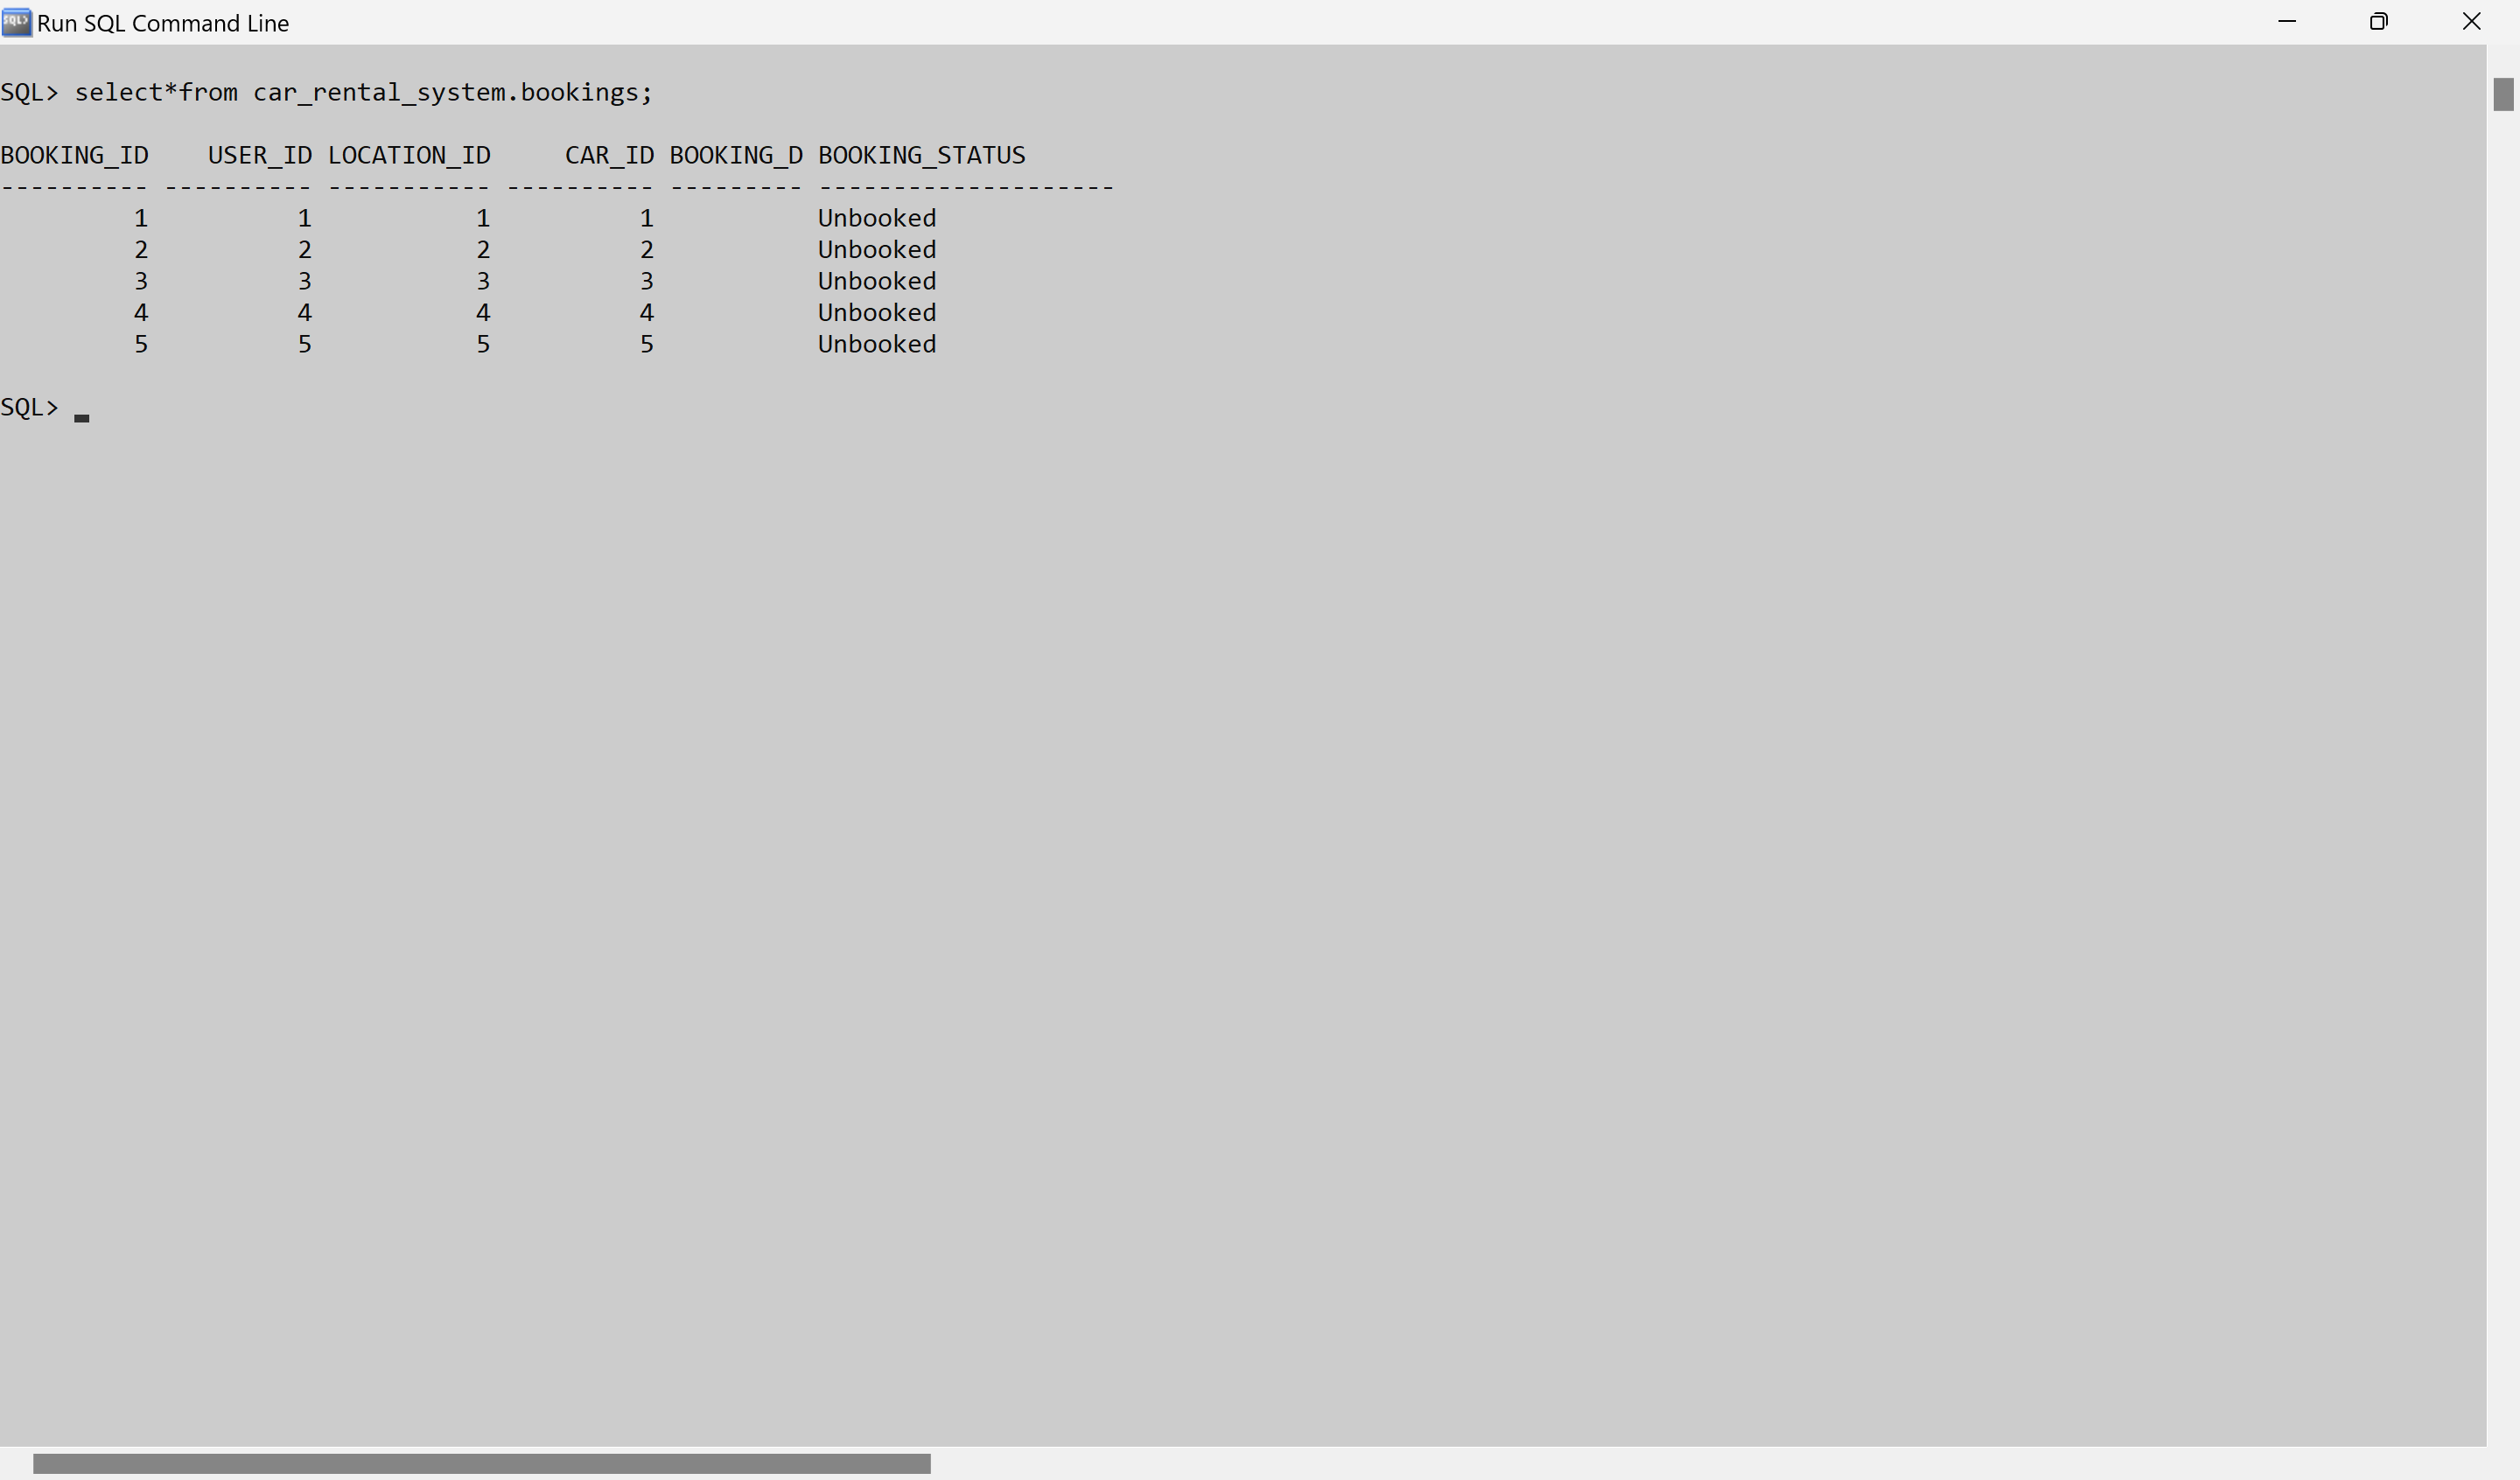 Run SQL Command Line
SQL> select*from car_rental_system.bookings;
BOOKING_ID    USER_ID LOCATION_ID     CAR_ID BOOKING_D BOOKING_STATUS
---------- ---------- ----------- ---------- --------- --------------------
         1          1           1          1           Unbooked
         2          2           2          2           Unbooked
         3          3           3          3           Unbooked
         4          4           4          4           Unbooked
         5          5           5          5           Unbooked
SQL>